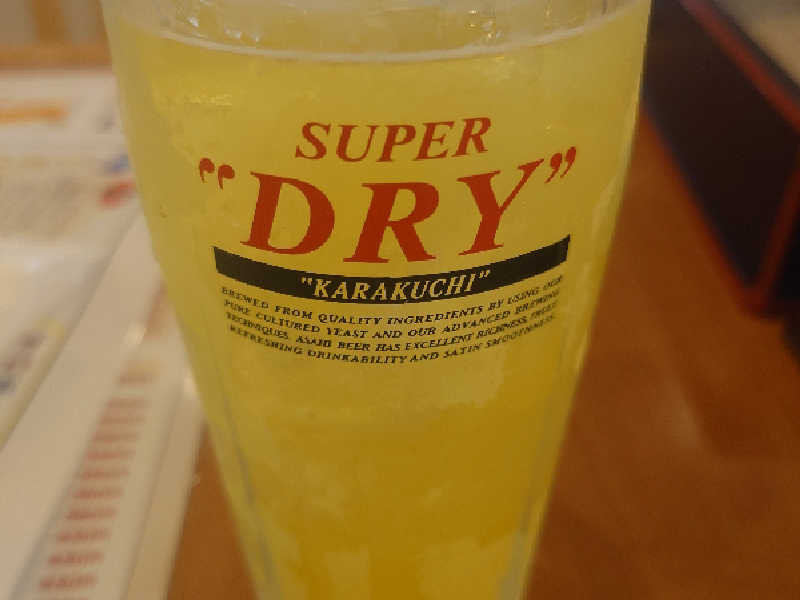 SUPER
"DRY"
"KARAKUCHI"
BREWED FROM QUALITY INGREDIENTS BY USING OUR
PURE CULTURED YEAST AND OUR ADVANCED BREWING
TECHNIQUES. ASAHI BEER HAS EXCELLENT RICHNESS, FRUITY
REFRESHING DRINKABILITY AND SATIN SMOOTHNESS.